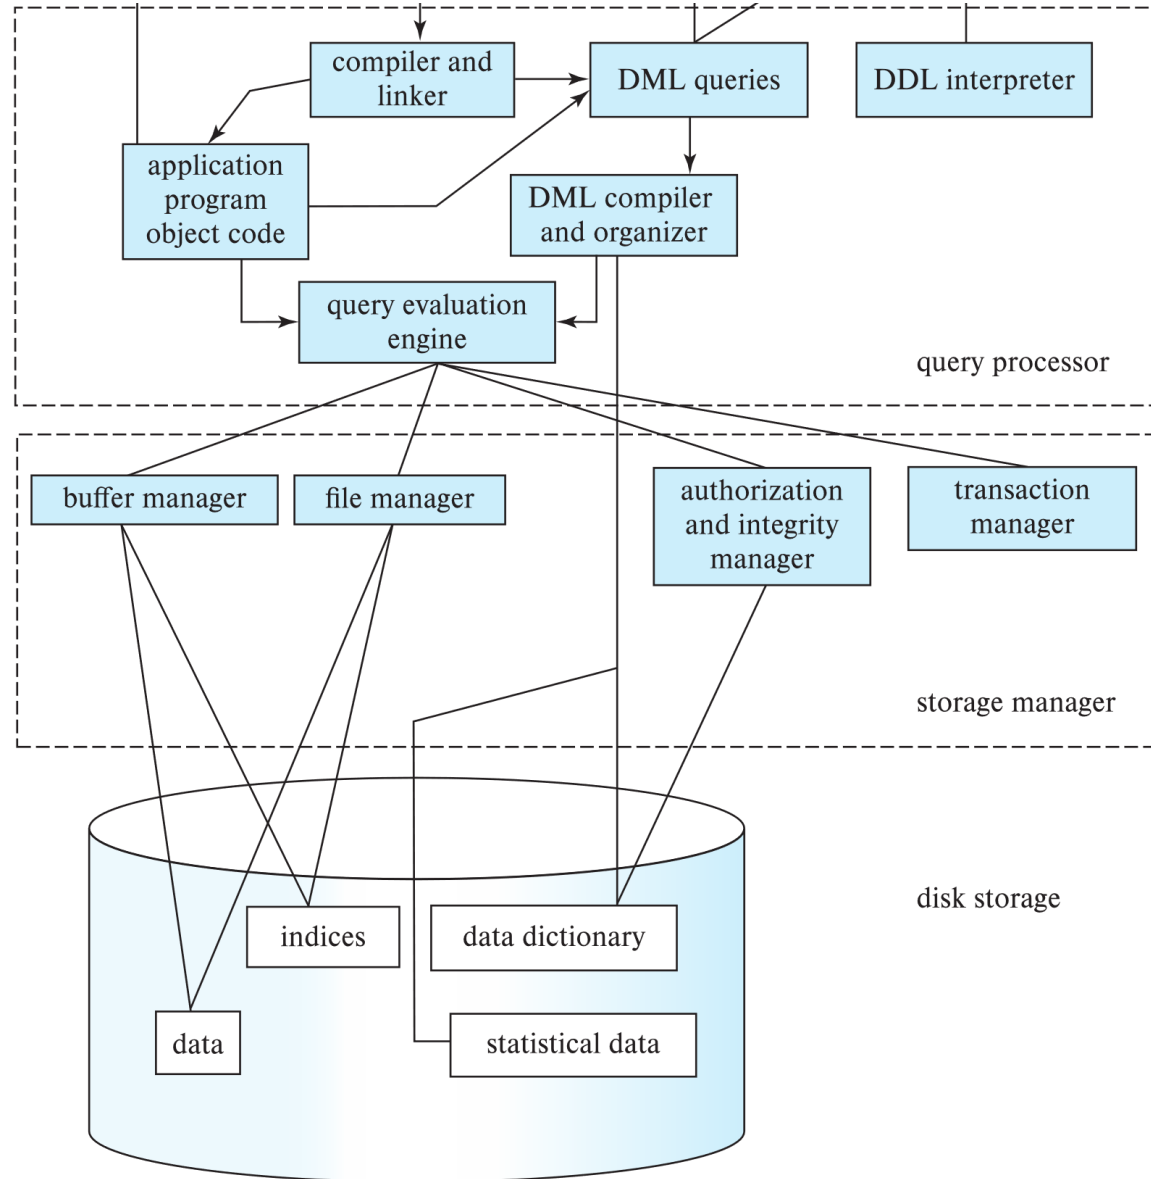 compiler and
linker
DML queries
DDL interpreter
application
program
object code
DML compiler
and organizer
query evaluation
engine
query processor
buffer manager
file manager
authorization
and integrity
manager
transaction
manager
storage manager
disk storage
indices
data dictionary
data
statistical data